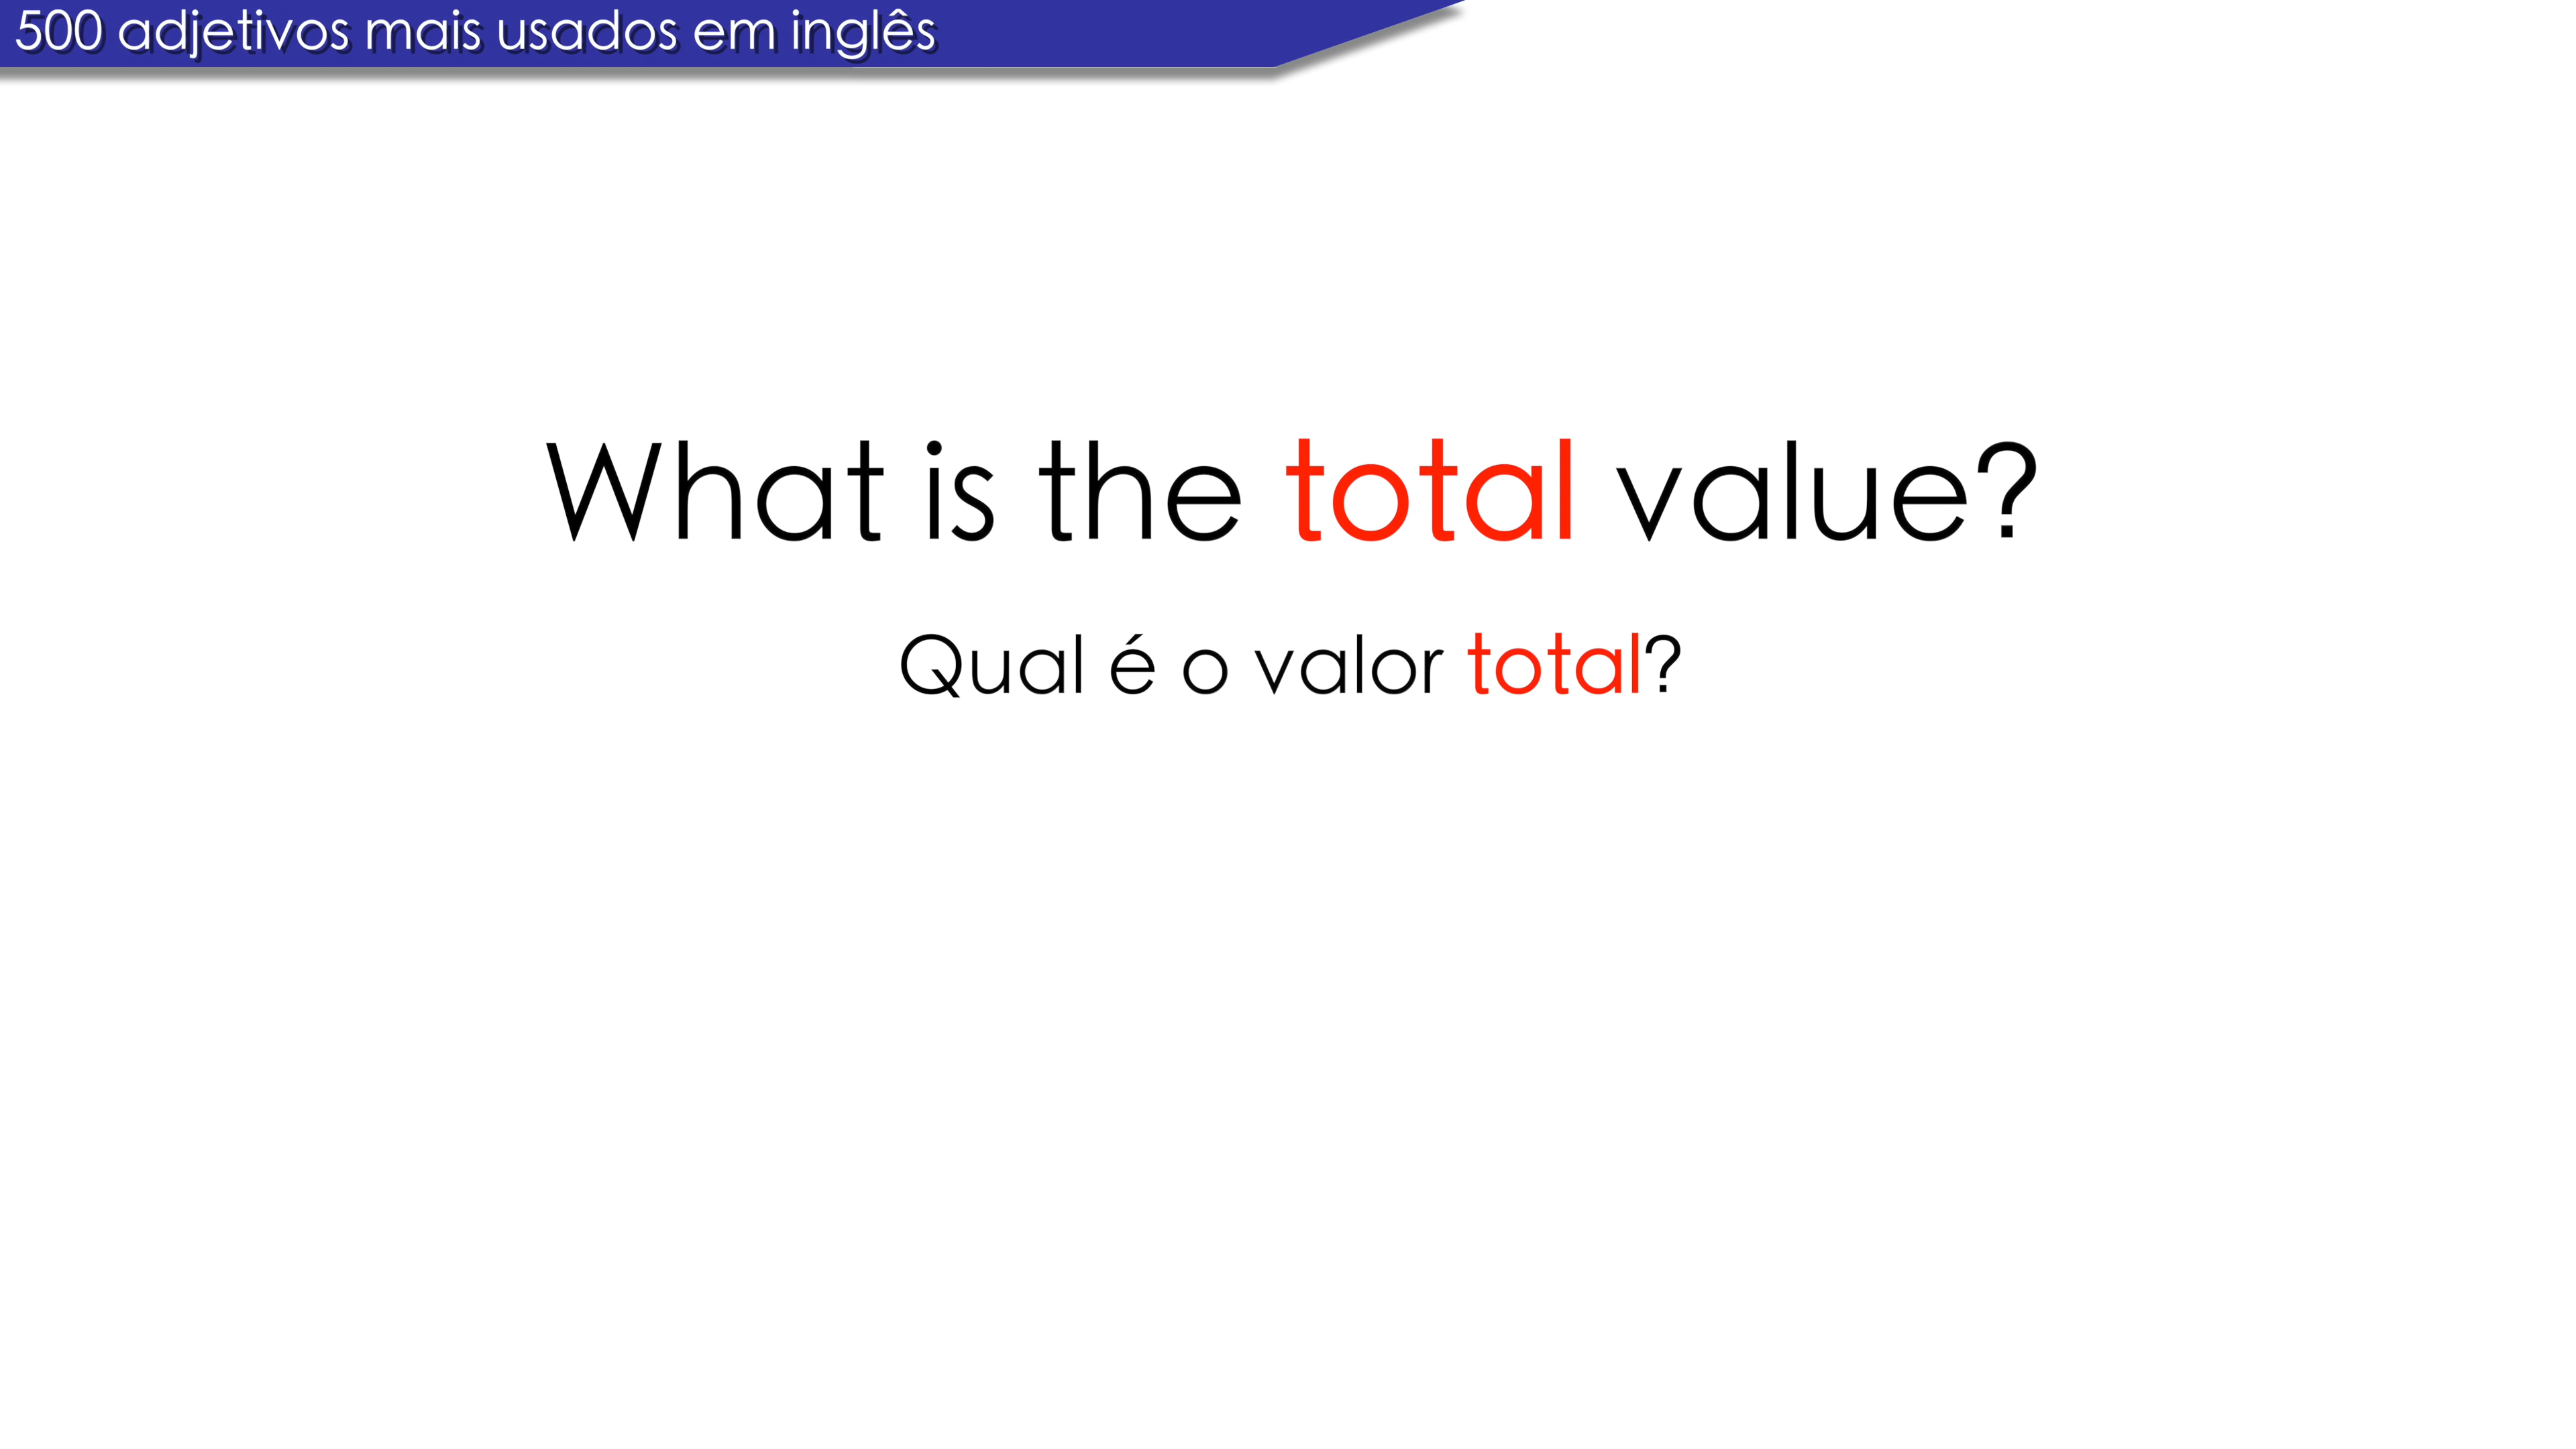 500 adjetivos mais usados em inglês
What is the total value?
Qual é o valor total?